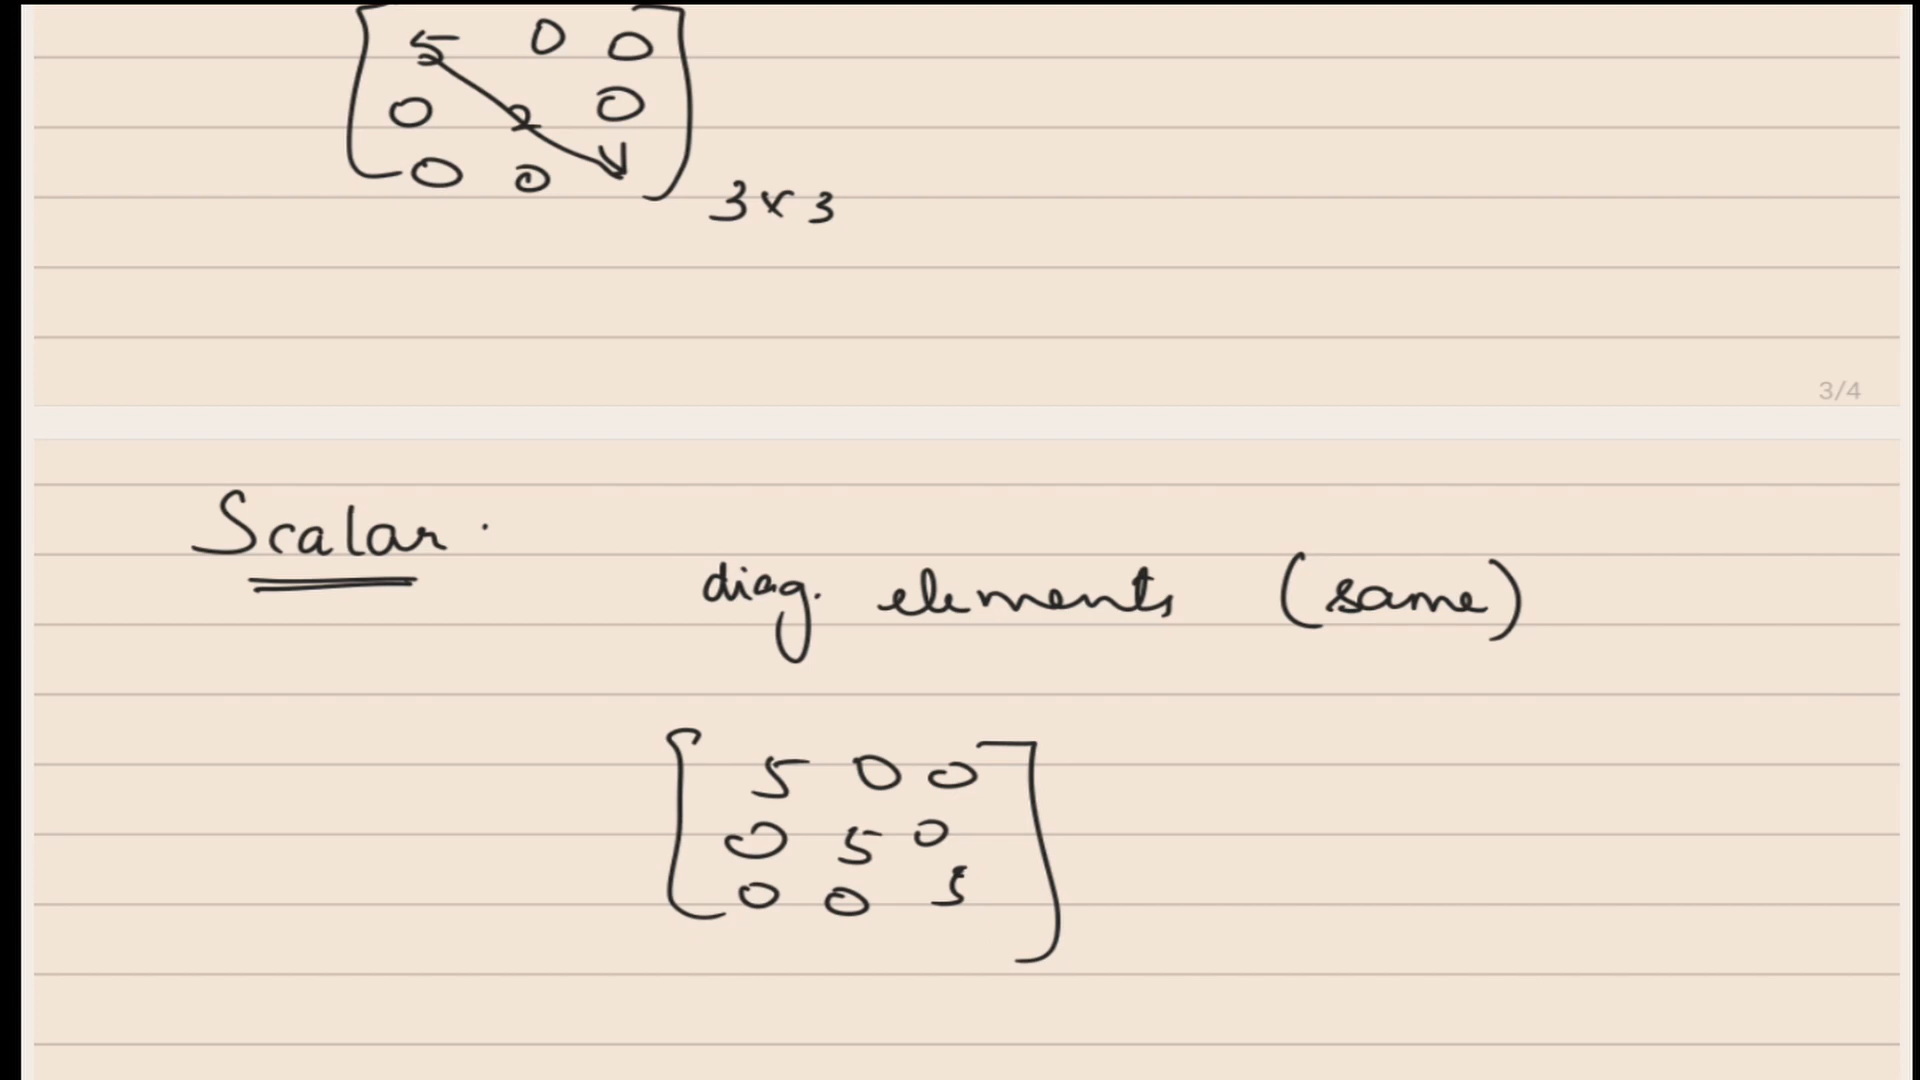 5 0 0
0 2 0
0 0
3 x 3
3/4
Scalar.
diag. elements (same)
5 0 0
0 5 0
0 0 5